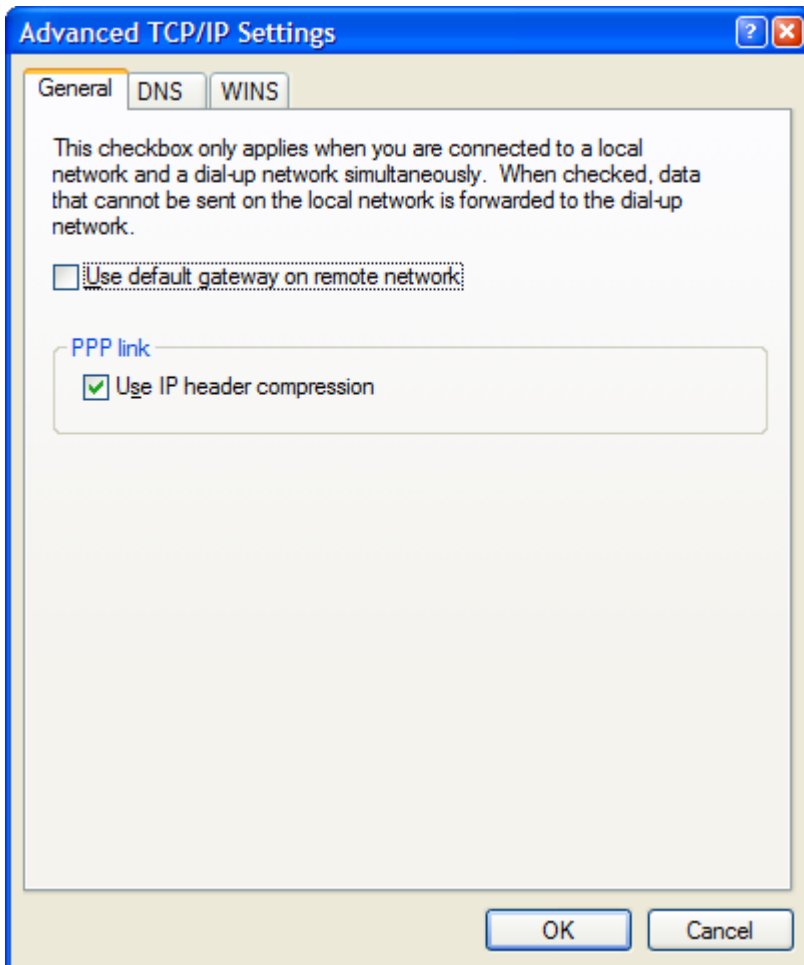 Advanced TCP/IP Settings
General DNS WINS
This checkbox only applies when you are connected to a local
network and a dial-up network simultaneously.  When checked, data
that cannot be sent on the local network is forwarded to the dial-up
network.
Use default gateway on remote network
PPP link
Use IP header compression
OK Cancel